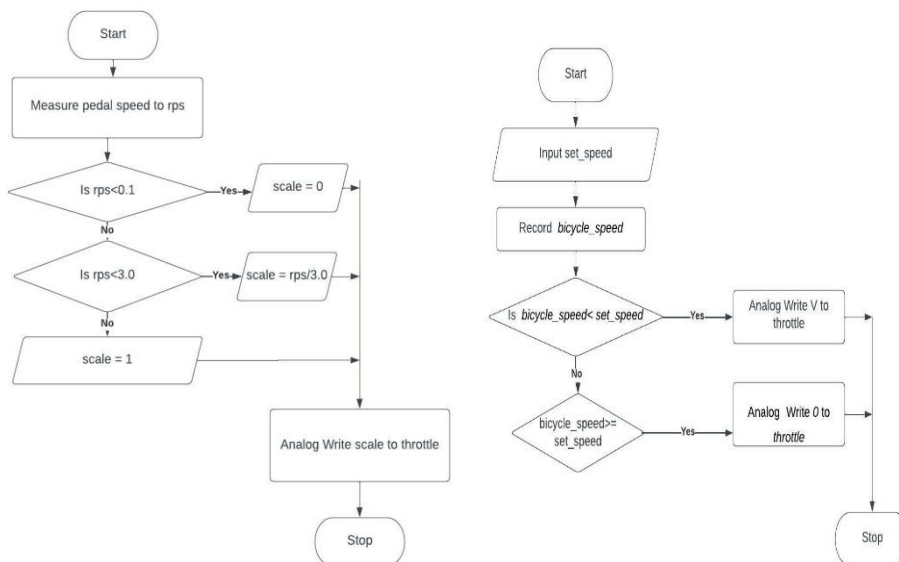 Start
Measure pedal speed to rps
Is rps<0.1
Yes
scale = 0
No
Is rps<3.0
Yes
scale = rps/3.0
No
scale = 1
Analog Write scale to throttle
Stop
Start
Input set_speed
Record bicycle_speed
Is bicycle_speed< set_speed
Yes
Analog Write V to
throttle
No
bicycle_speed>=
set_speed
Yes
Analog Write 0 to
throttle
Stop